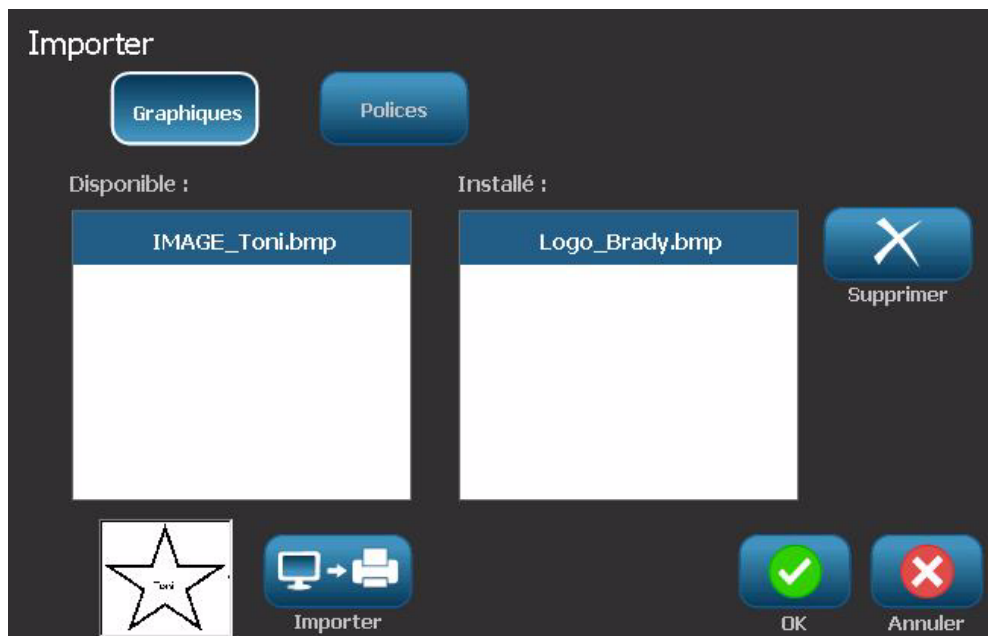 Importer
Graphiques
Polices
Disponible :
Installé :
IMAGE_Toni.bmp
Logo_Brady.bmp
Supprimer
Toni
Importer
OK
Annuler